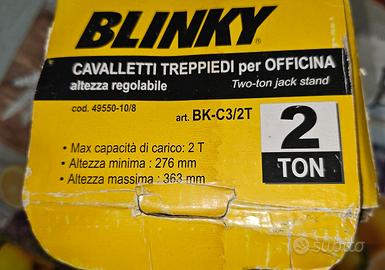 BLINKY®
CAVALLETTI TREPPIEDI per OFFICINA
altezza regolabile Two-ton jack stand
cod. 49550-10/8
art. BK-C3/2T
2
TON
• Max capacità di carico: 2 T
• Altezza minima : 276 mm
• Altezza massima : 363 mm
subito